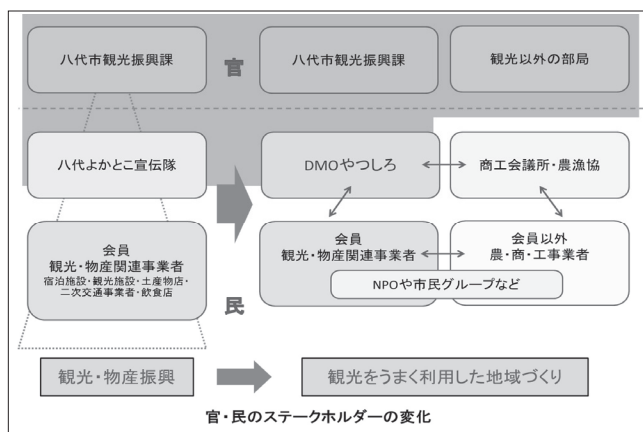 八代市観光振興課
官
八代市観光振興課
観光以外の部局
八代よかとこ宣伝隊
DMOやつしろ
商工会議所・農漁協
会員
観光・物産関連事業者
宿泊施設・観光施設・土産物店・
二次交通事業者・飲食店
会員
観光・物産関連事業者
会員以外
農・商・工事業者
NPOや市民グループなど
民
観光・物産振興
観光をうまく利用した地域づくり
官・民のステークホルダーの変化